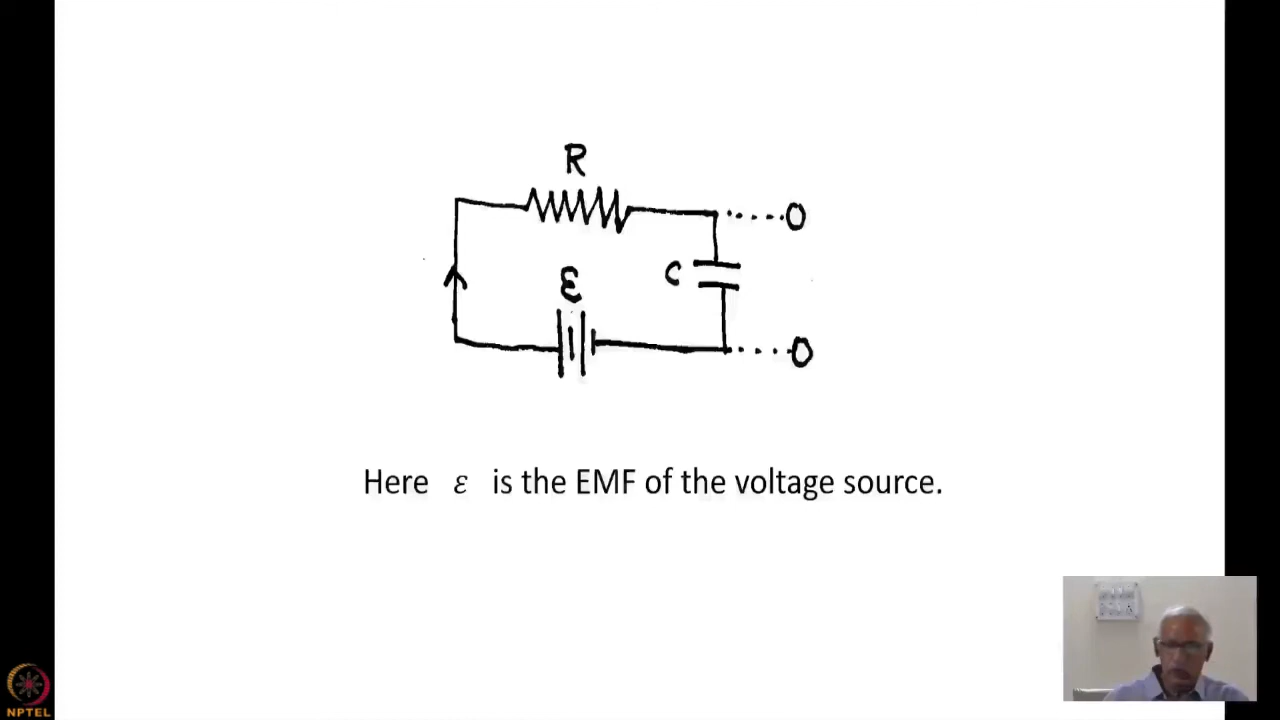 R
ε
C
O
O
Here ε is the EMF of the voltage source.
NPTEL